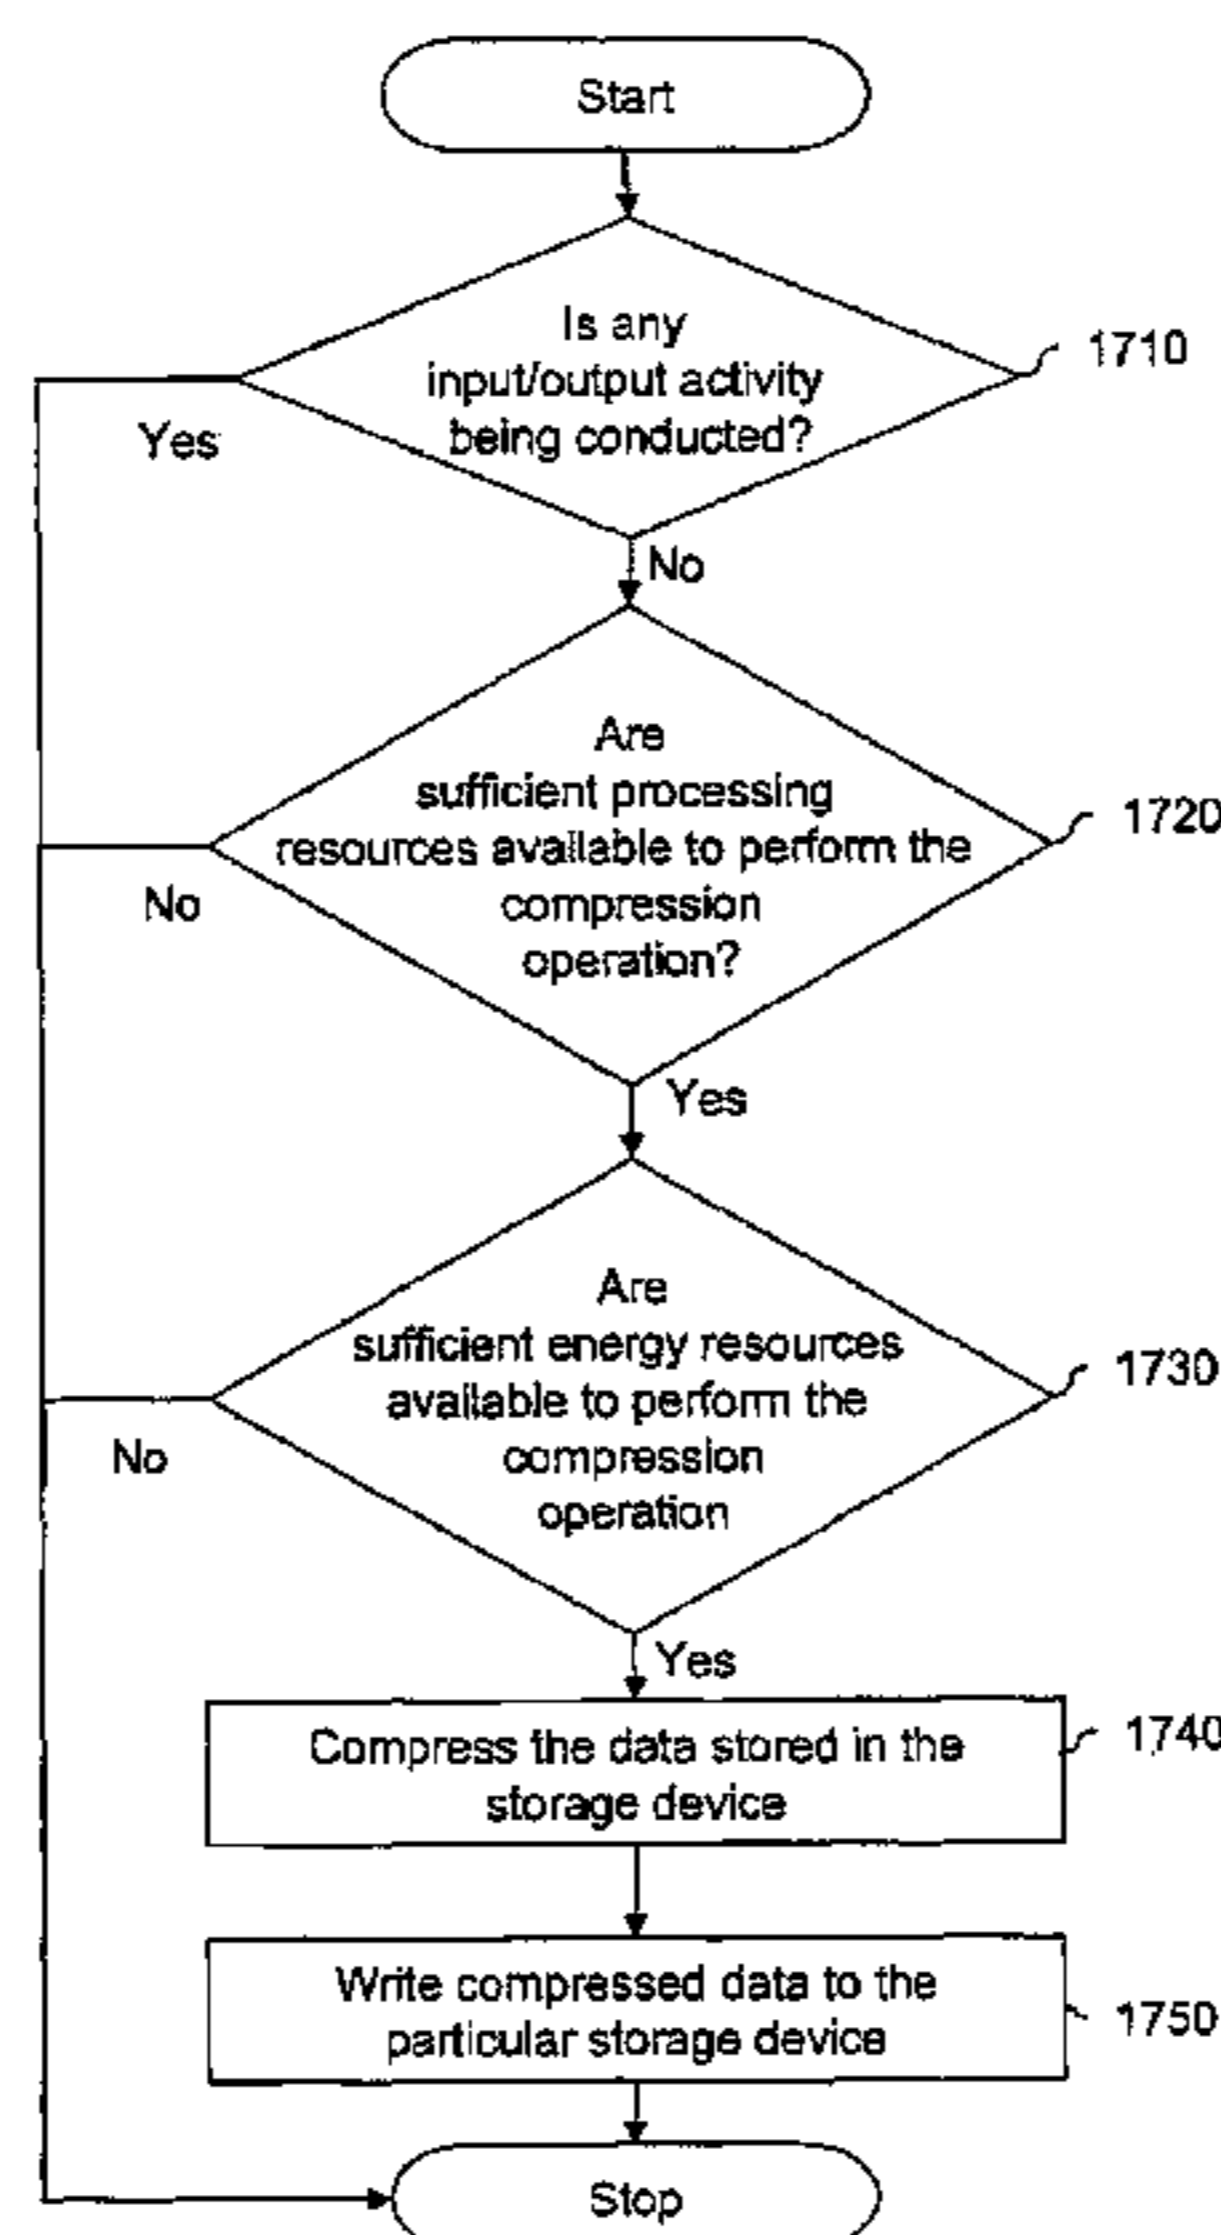 Start
Is any
input/output activity
being conducted?
1710
Yes
No
Are
sufficient processing
resources available to perform the
compression
operation?
1720
No
Yes
Are
sufficient energy resources
available to perform the
compression
operation
1730
No
Yes
Compress the data stored in the
storage device
1740
Write compressed data to the
particular storage device
1750
Stop